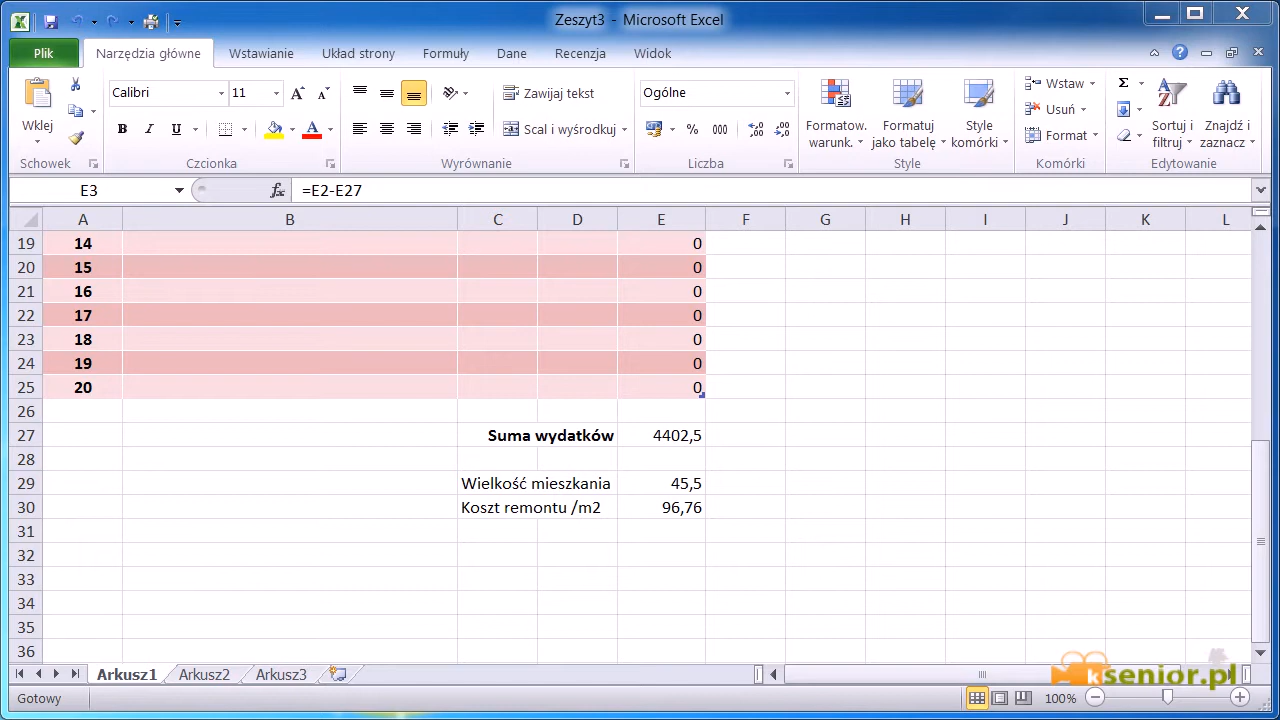 Zeszyt3 - Microsoft Excel
Plik Narzędzia główne Wstawianie Układ strony Formuły Dane Recenzja Widok
Wklej
Schowek
Calibri 11
B I U
Czcionka
Zawijaj tekst
Scal i wyśrodkuj
Wyrównanie
Ogólne
% 000
Liczba
Formatow. warunk.
Formatuj jako tabelę
Style komórki
Style
Wstaw
Usuń
Format
Komórki
Sortuj i filtruj
Znajdź i zaznacz
Edytowanie
E3 fx =E2-E27
A B C D E F G H I J K L
19 14 0
20 15 0
21 16 0
22 17 0
23 18 0
24 19 0
25 20 0
26
27 Suma wydatków 4402,5
28
29 Wielkość mieszkania 45,5
30 Koszt remontu /m2 96,76
31
32
33
34
35
36
Arkusz1 Arkusz2 Arkusz3
ksenior.pl
Gotowy 100%